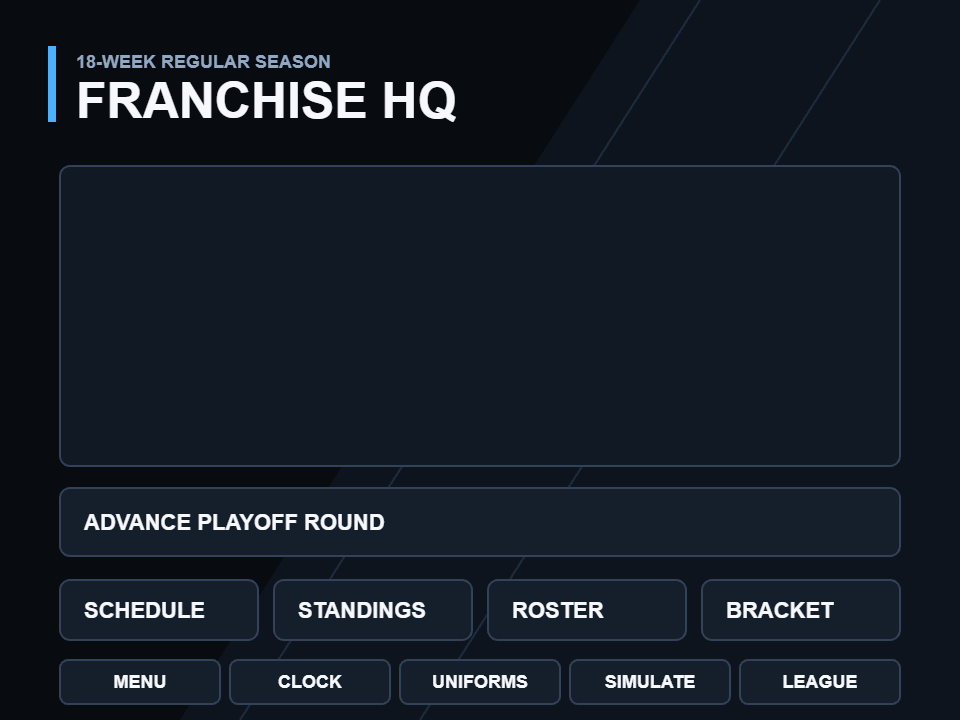 18-WEEK REGULAR SEASON
FRANCHISE HQ
ADVANCE PLAYOFF ROUND
SCHEDULE
STANDINGS
ROSTER
BRACKET
MENU
CLOCK
UNIFORMS
SIMULATE
LEAGUE